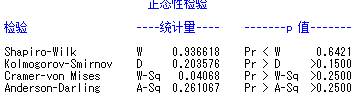 正态性检验
检验 ----统计量---- -------p 值-------
Shapiro-Wilk W 0.936618 Pr < W 0.6421
Kolmogorov-Smirnov D 0.203576 Pr > D >0.1500
Cramer-von Mises W-Sq 0.04068 Pr > W-Sq >0.2500
Anderson-Darling A-Sq 0.261067 Pr > A-Sq >0.2500